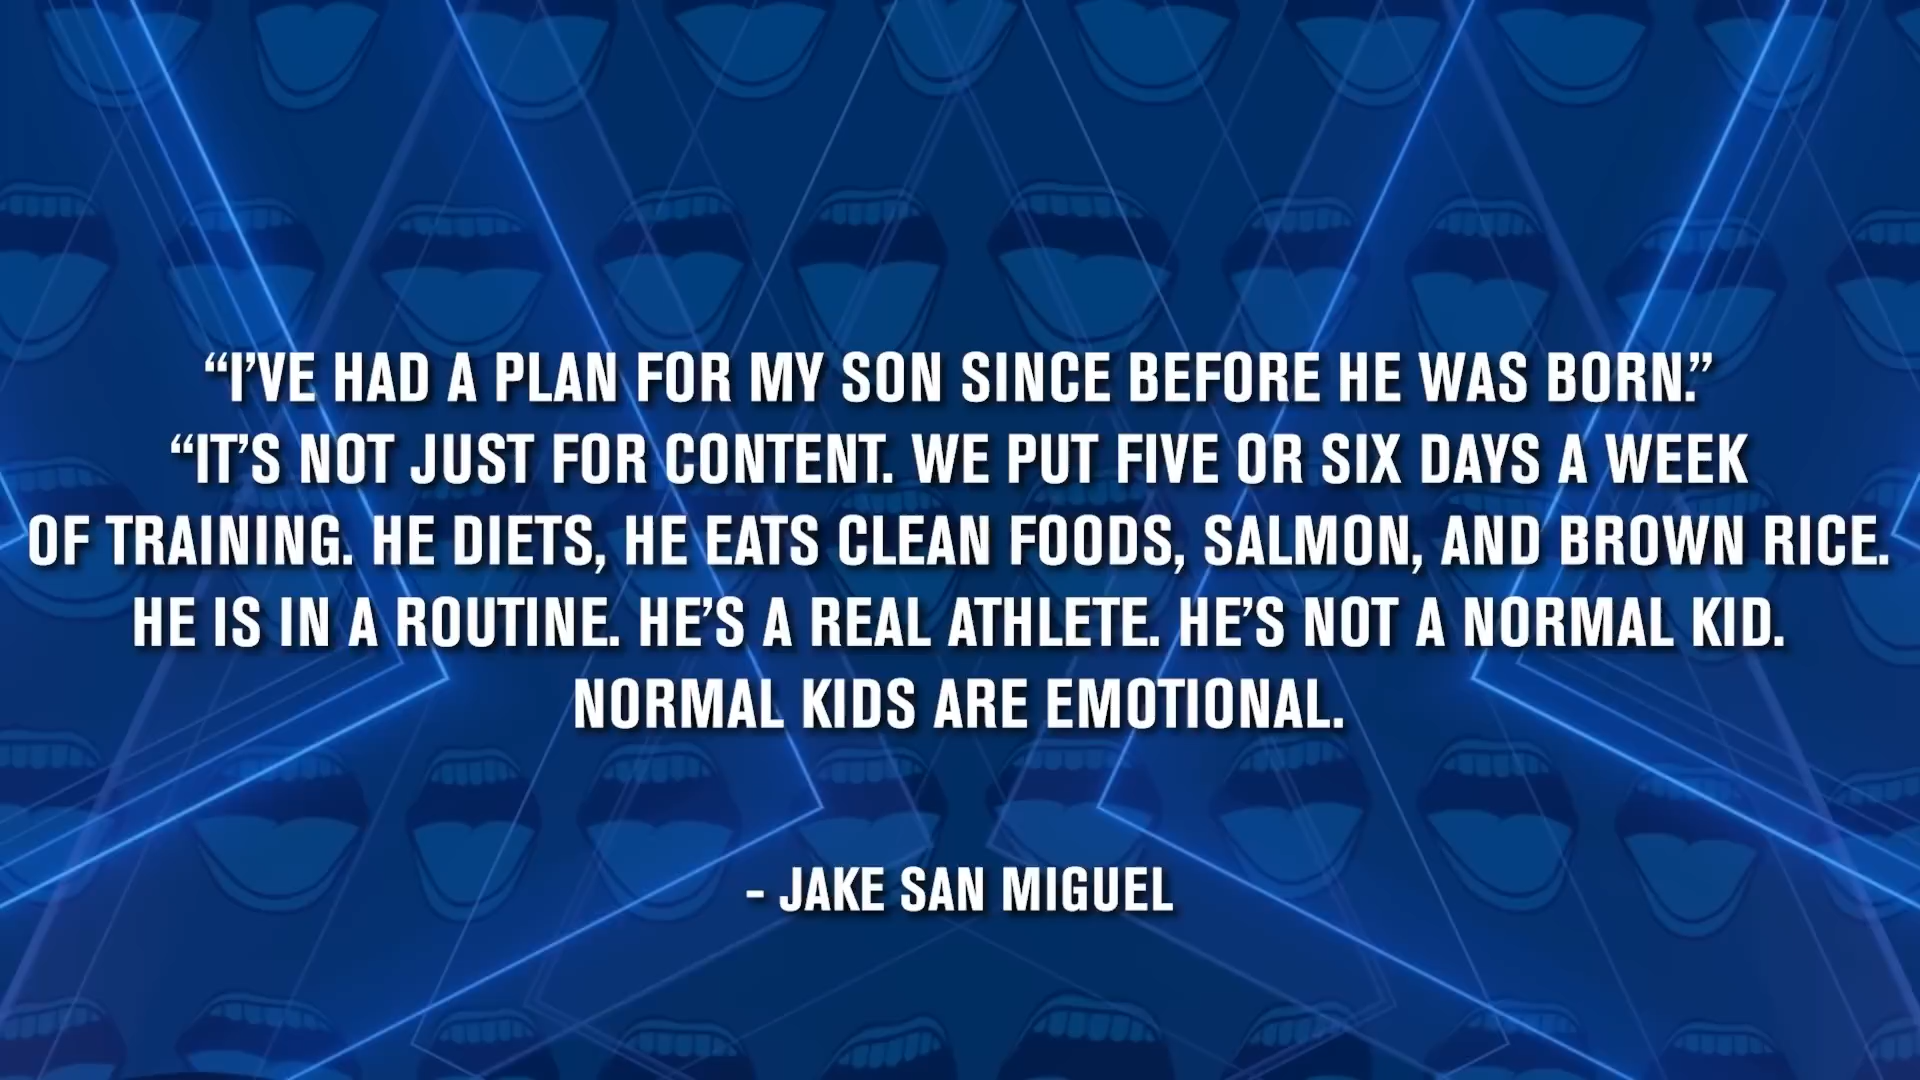 “I’VE HAD A PLAN FOR MY SON SINCE BEFORE HE WAS BORN.”
“IT’S NOT JUST FOR CONTENT. WE PUT FIVE OR SIX DAYS A WEEK
OF TRAINING. HE DIETS, HE EATS CLEAN FOODS, SALMON, AND BROWN RICE.
HE IS IN A ROUTINE. HE’S A REAL ATHLETE. HE’S NOT A NORMAL KID.
NORMAL KIDS ARE EMOTIONAL.
- JAKE SAN MIGUEL